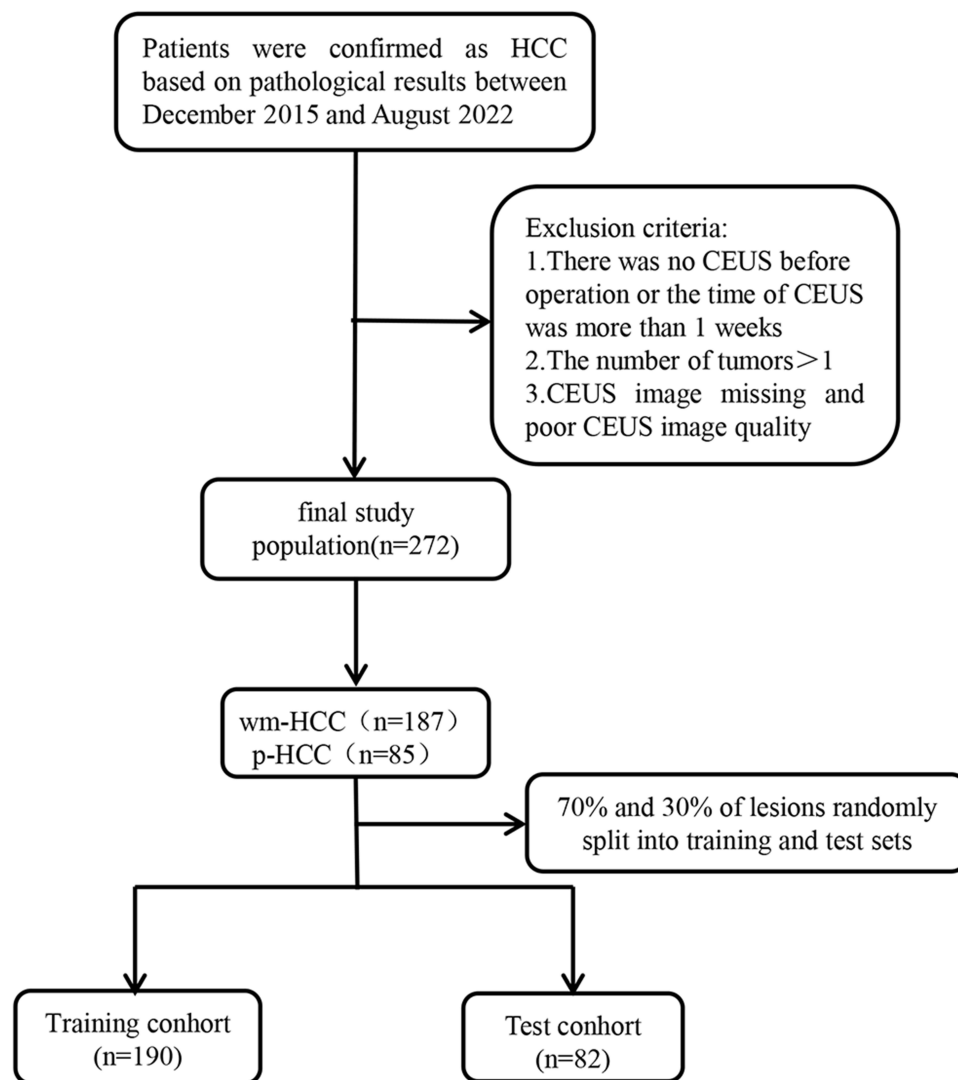 Patients were confirmed as HCC
based on pathological results between
December 2015 and August 2022
Exclusion criteria:
1.There was no CEUS before
operation or the time of CEUS
was more than 1 weeks
2.The number of tumors＞1
3.CEUS image missing and
poor CEUS image quality
final study
population(n=272)
wm-HCC（n=187）
p-HCC（n=85）
70% and 30% of lesions randomly
split into training and test sets
Training conhort
(n=190)
Test conhort
(n=82)